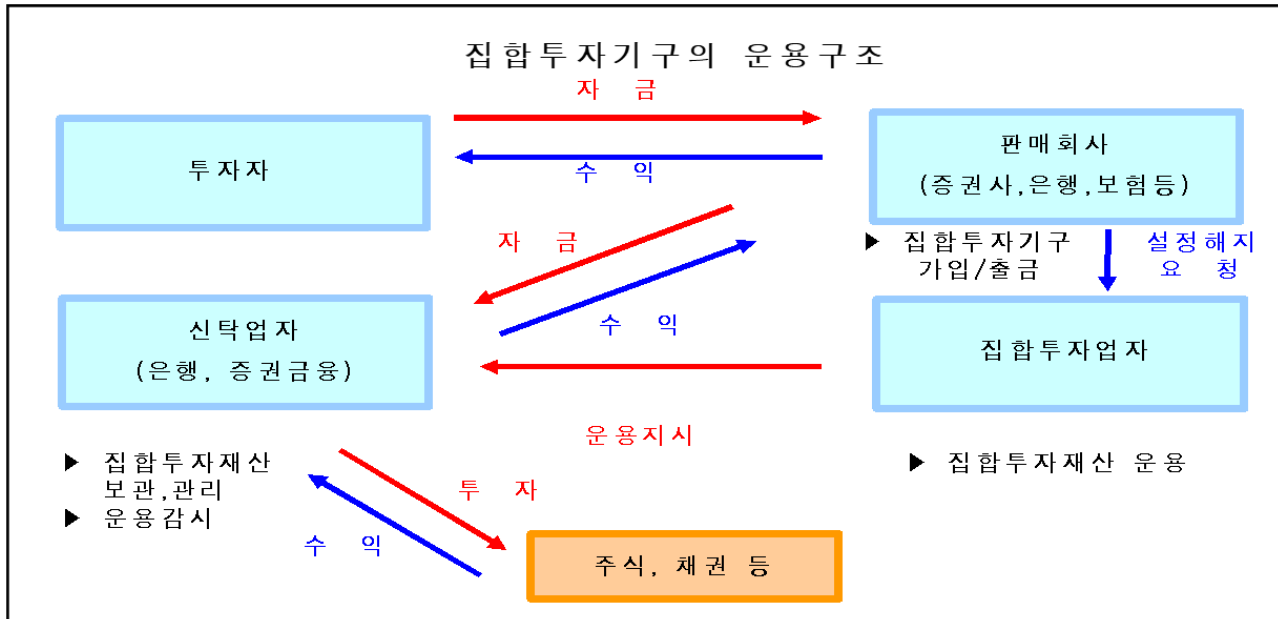 집합투자기구의 운용구조
자 금
투자자
수 익
판매회사
(증권사,은행,보험등)
자 금
▶ 집합투자기구
가입/출금
설정해지
요 청
신탁업자
(은행, 증권금융)
수 익
집합투자업자
운용지시
▶ 집합투자재산
보관,관리
▶ 운용감시
▶ 집합투자재산 운용
투 자
수 익
주식, 채권 등